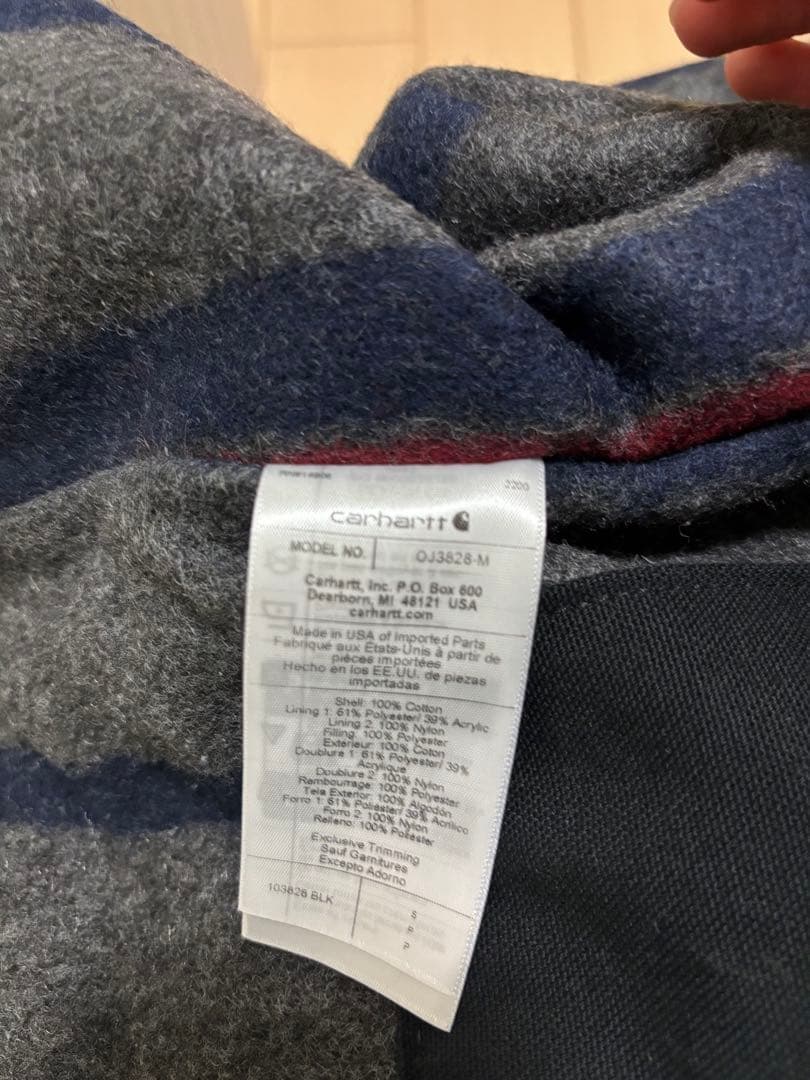 2200
carhartt
MODEL NO. OJ3828-M
Carhartt, Inc. P.O. Box 600
Dearborn, MI 48121 USA
carhartt.com
Made in USA of Imported Parts
Fabriqué aux États-Unis à partir de
pièces importées
Hecho en los EE.UU. de piezas
importadas
Shell: 100% Cotton
Lining 1: 61% Polyester/ 39% Acrylic
Lining 2: 100% Nylon
Filling: 100% Polyester
Extérieur: 100% Coton
Doublure 1: 61% Polyester/ 39%
Acrylique
Doublure 2: 100% Nylon
Rembourrage: 100% Polyester
Tela Exterior: 100% Algodón
Forro 1: 61% Poliéster/ 39% Acrílico
Forro 2: 100% Nylon
Relleno: 100% Poliéster
Exclusive Trimming
Sauf Garnitures
Excepto Adorno
103828 BLK
S
P
P